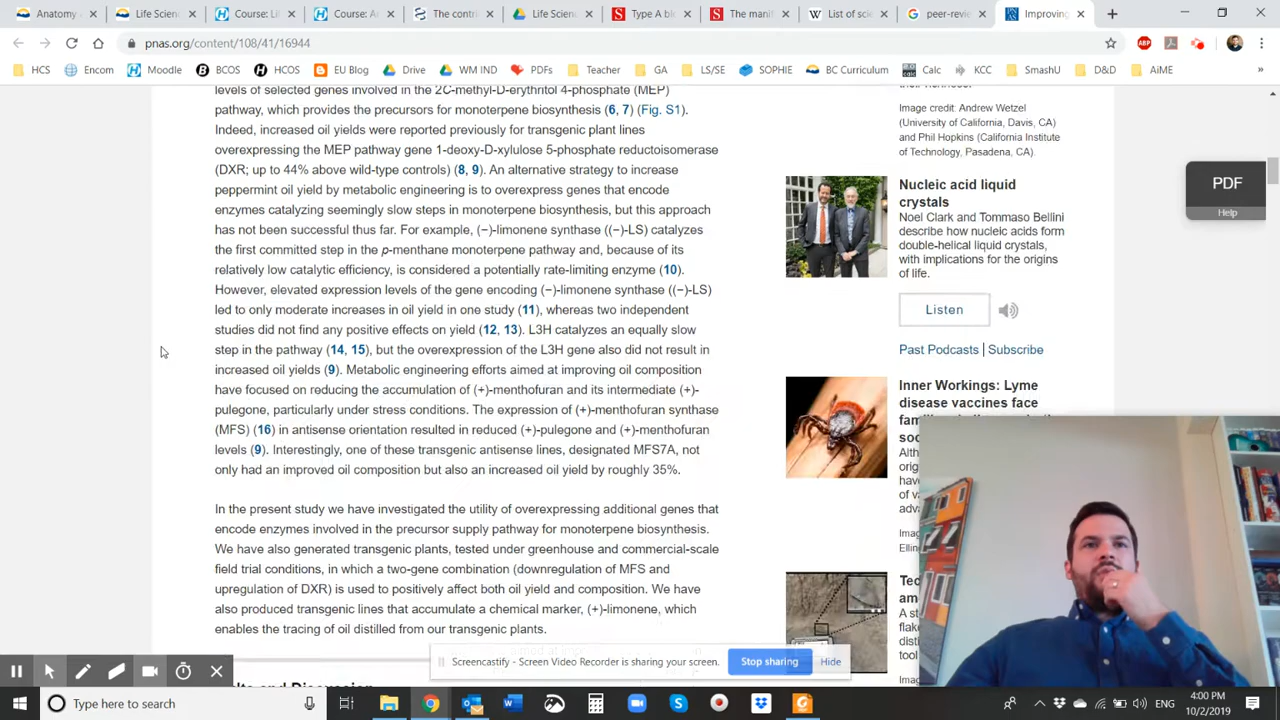 Anatomy
Life Scienc
Course: Li
Course: A
The contri
Life Scienc
Type A bl
The manif
List of scie
peer-revie
Improving
pnas.org/content/108/41/16944
HCS
Encom
Moodle
BCOS
HCOS
EU Blog
Drive
WM IND
PDFs
Teacher
GA
LS/SE
SOPHIE
BC Curriculum
Calc
KCC
SmashU
D&D
AiME
levels of selected genes involved in the 2C-methyl-D-erythritol 4-phosphate (MEP)
pathway, which provides the precursors for monoterpene biosynthesis (6, 7) (Fig. S1).
Indeed, increased oil yields were reported previously for transgenic plant lines
overexpressing the MEP pathway gene 1-deoxy-D-xylulose 5-phosphate reductoisomerase
(DXR; up to 44% above wild-type controls) (8, 9). An alternative strategy to increase
peppermint oil yield by metabolic engineering is to overexpress genes that encode
enzymes catalyzing seemingly slow steps in monoterpene biosynthesis, but this approach
has not been successful thus far. For example, (−)-limonene synthase ((−)-LS) catalyzes
the first committed step in the p-menthane monoterpene pathway and, because of its
relatively low catalytic efficiency, is considered a potentially rate-limiting enzyme (10).
However, elevated expression levels of the gene encoding (−)-limonene synthase ((−)-LS)
led to only moderate increases in oil yield in one study (11), whereas two independent
studies did not find any positive effects on yield (12, 13). L3H catalyzes an equally slow
step in the pathway (14, 15), but the overexpression of the L3H gene also did not result in
increased oil yields (9). Metabolic engineering efforts aimed at improving oil composition
have focused on reducing the accumulation of (+)-menthofuran and its intermediate (+)-
pulegone, particularly under stress conditions. The expression of (+)-menthofuran synthase
(MFS) (16) in antisense orientation resulted in reduced (+)-pulegone and (+)-menthofuran
levels (9). Interestingly, one of these transgenic antisense lines, designated MFS7A, not
only had an improved oil composition but also an increased oil yield by roughly 35%.
In the present study we have investigated the utility of overexpressing additional genes that
encode enzymes involved in the precursor supply pathway for monoterpene biosynthesis.
We have also generated transgenic plants, tested under greenhouse and commercial-scale
field trial conditions, in which a two-gene combination (downregulation of MFS and
upregulation of DXR) is used to positively affect both oil yield and composition. We have
also produced transgenic lines that accumulate a chemical marker, (+)-limonene, which
enables the tracing of oil distilled from our transgenic plants.
Image credit: Andrew Wetzel
(University of California, Davis, CA)
and Phil Hopkins (California Institute
of Technology, Pasadena, CA).
Nucleic acid liquid
crystals
Noel Clark and Tommaso Bellini
describe how nucleic acids form
double-helical liquid crystals,
with implications for the origins
of life.
Listen
Past Podcasts | Subscribe
Inner Workings: Lyme
disease vaccines face
PDF
Help
Screencastify - Screen Video Recorder is sharing your screen.
Stop sharing
Hide
Type here to search
4:00 PM
10/2/2019